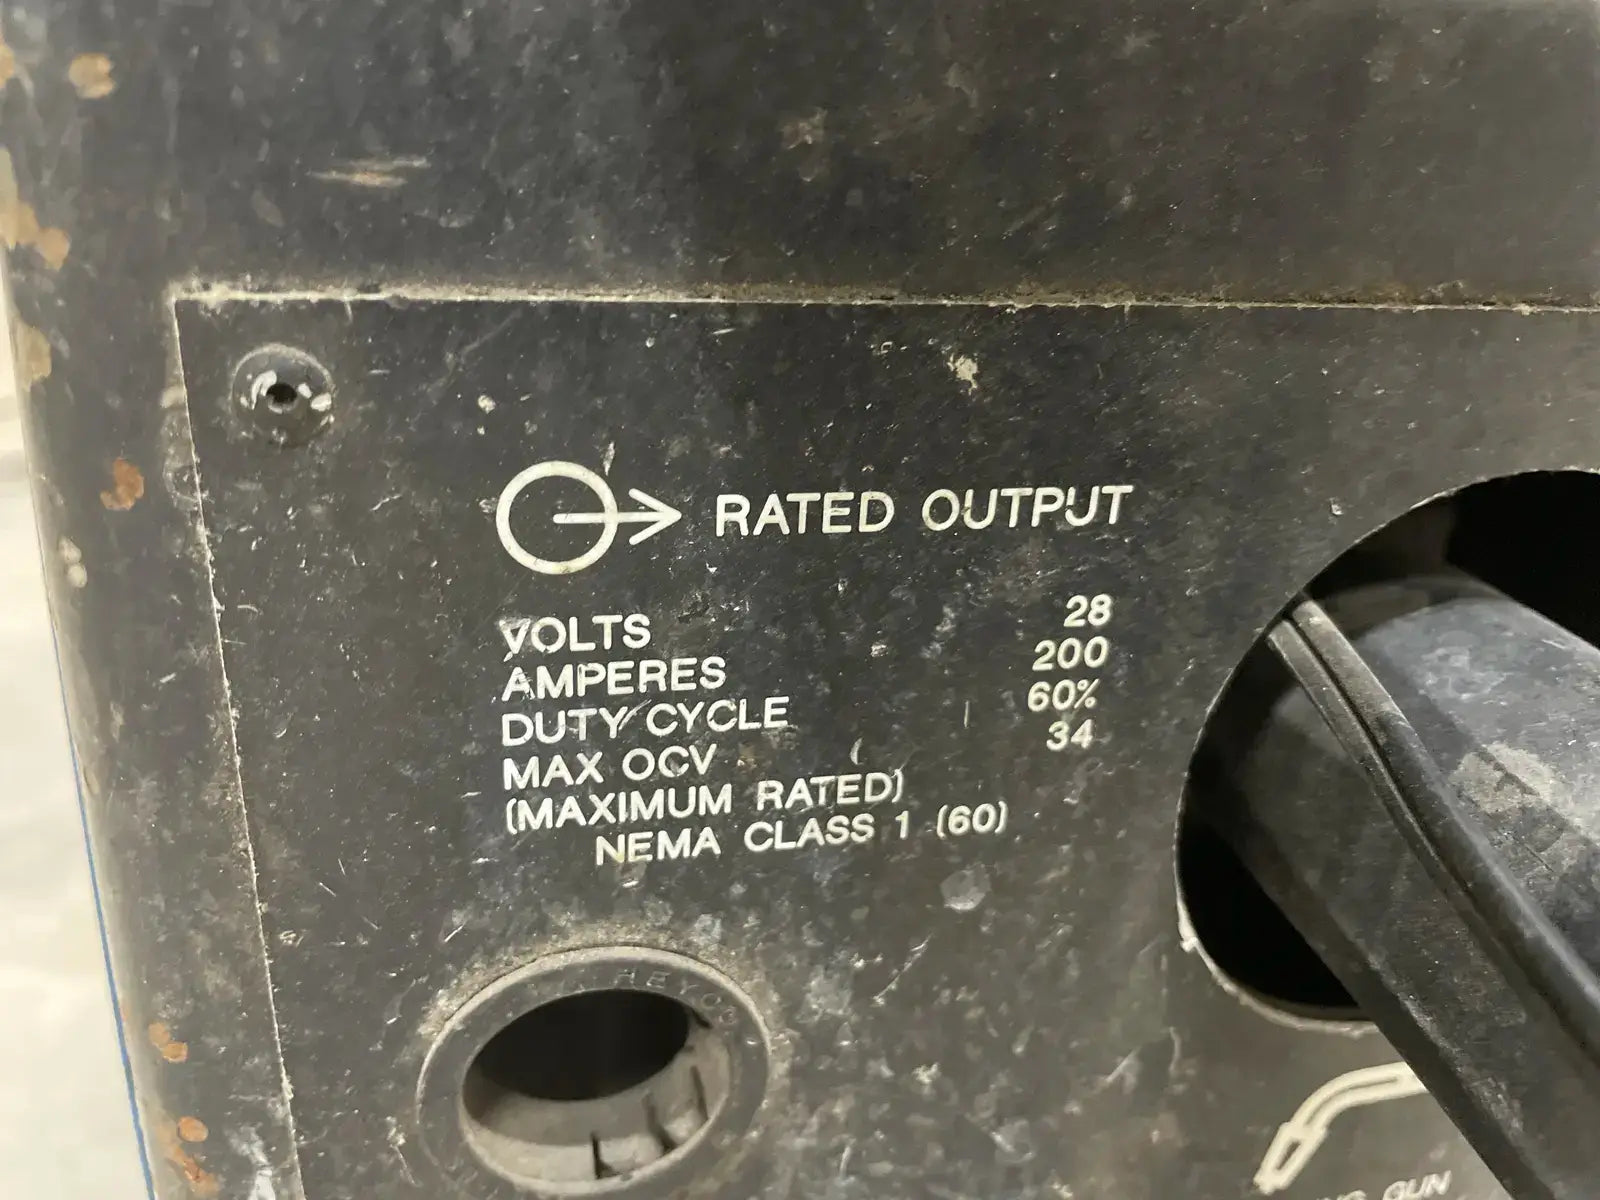 RATED OUTPUT
VOLTS 28
AMPERES 200
DUTY CYCLE 60%
MAX OCV 34
(MAXIMUM RATED)
NEMA CLASS 1 (60)
HEYCO
GUN